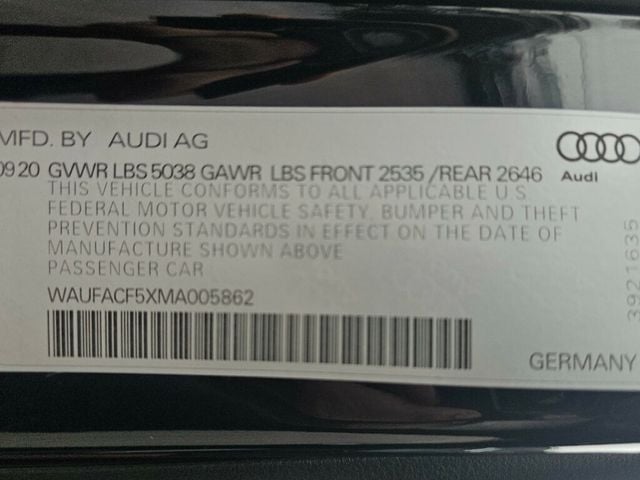 MFD. BY AUDI AG
0920 GVWR LBS 5038 GAWR LBS FRONT 2535 /REAR 2646
Audi
THIS VEHICLE CONFORMS TO ALL APPLICABLE U.S.
FEDERAL MOTOR VEHICLE SAFETY, BUMPER AND THEFT
PREVENTION STANDARDS IN EFFECT ON THE DATE OF
MANUFACTURE SHOWN ABOVE
PASSENGER CAR
WAUFACF5XMA005862
3921635
GERMANY